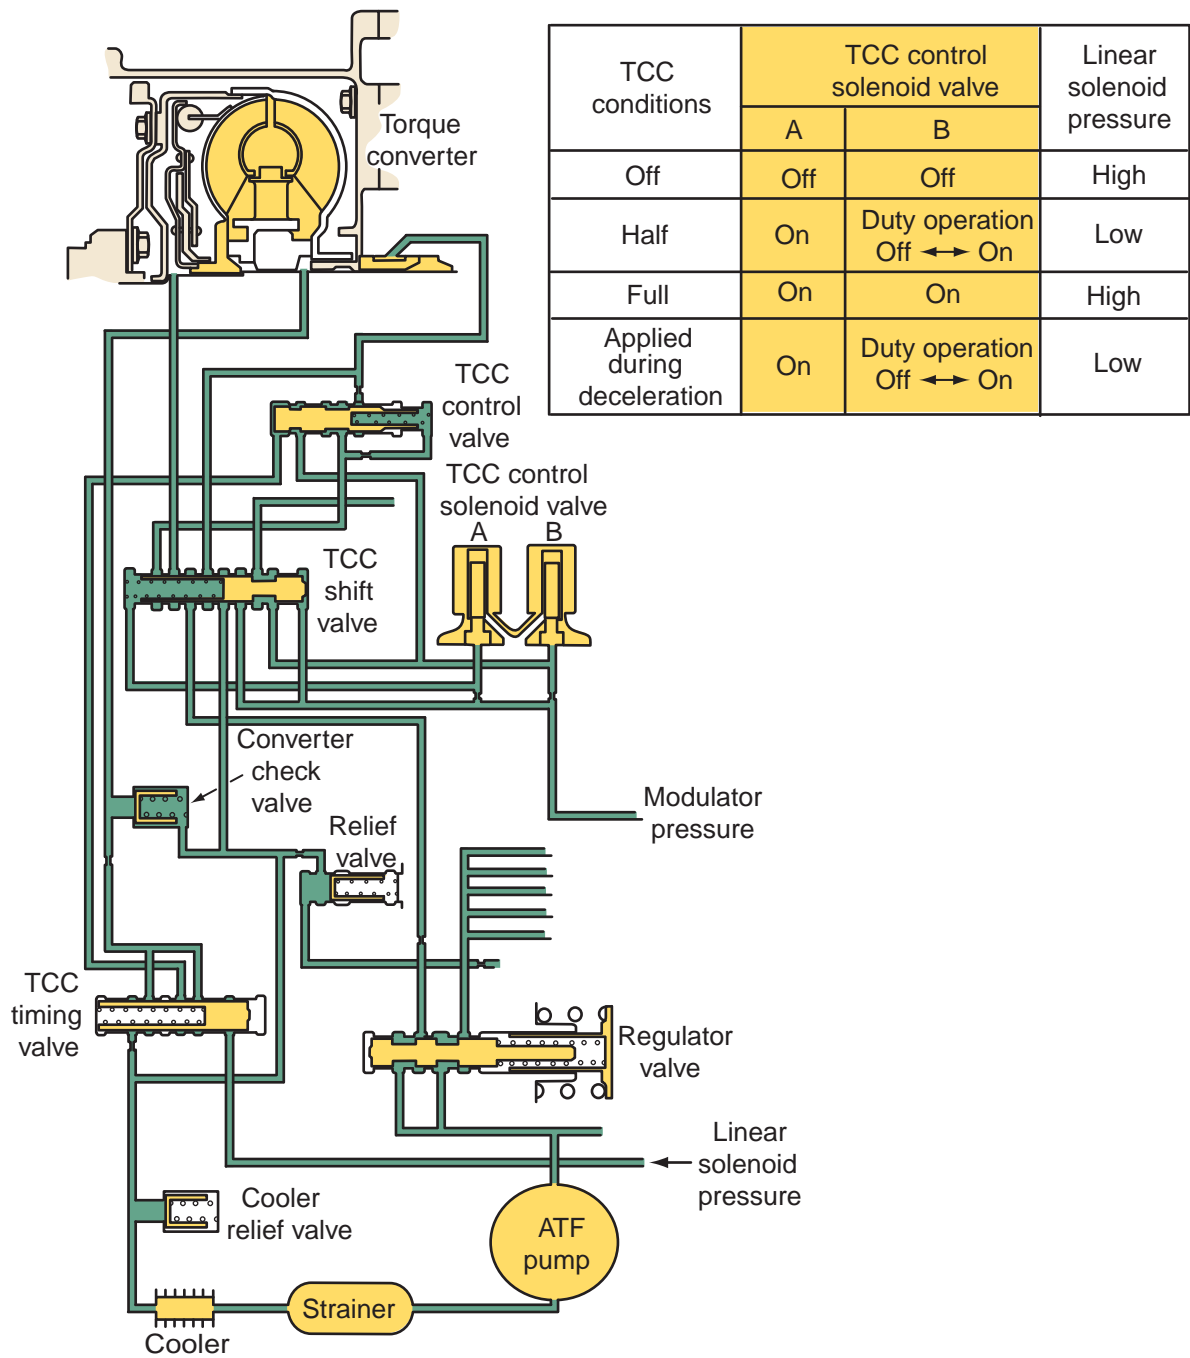 TCC
conditions
TCC control
solenoid valve
Linear
solenoid
pressure
A
B
Off
Off
Off
High
Half
On
Duty operation
Off ↔ On
Low
Full
On
On
High
Applied
during
deceleration
On
Duty operation
Off ↔ On
Low
Torque
converter
TCC
control
valve
TCC control
solenoid valve
A
B
TCC
shift
valve
Converter
check
valve
Relief
valve
Modulator
pressure
TCC
timing
valve
Regulator
valve
Linear
solenoid
pressure
Cooler
relief valve
ATF
pump
Strainer
Cooler